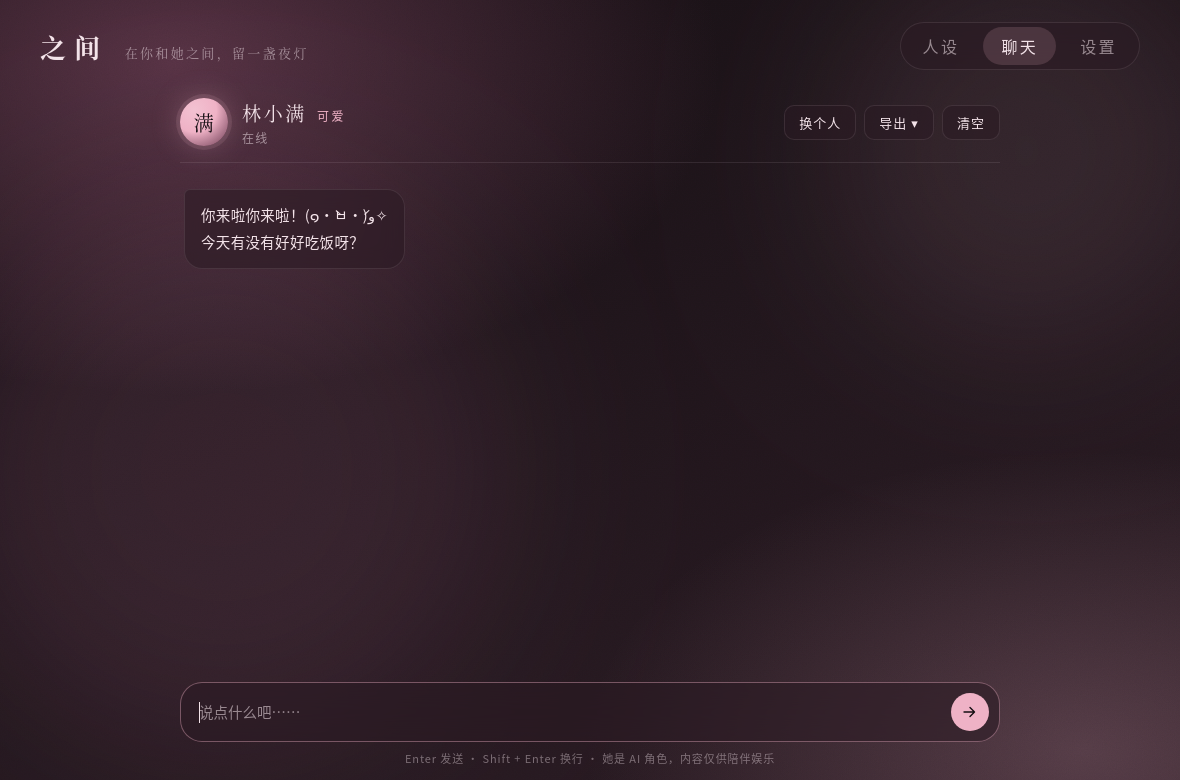 之间
在你和她之间，留一盏夜灯
人设
聊天
设置
满
林小满
可爱
在线
换个人
导出 ▾
清空
你来啦你来啦！(๑・ㅂ・)و✧
今天有没有好好吃饭呀？
说点什么吧……
Enter 发送 · Shift + Enter 换行 · 她是 AI 角色，内容仅供陪伴娱乐